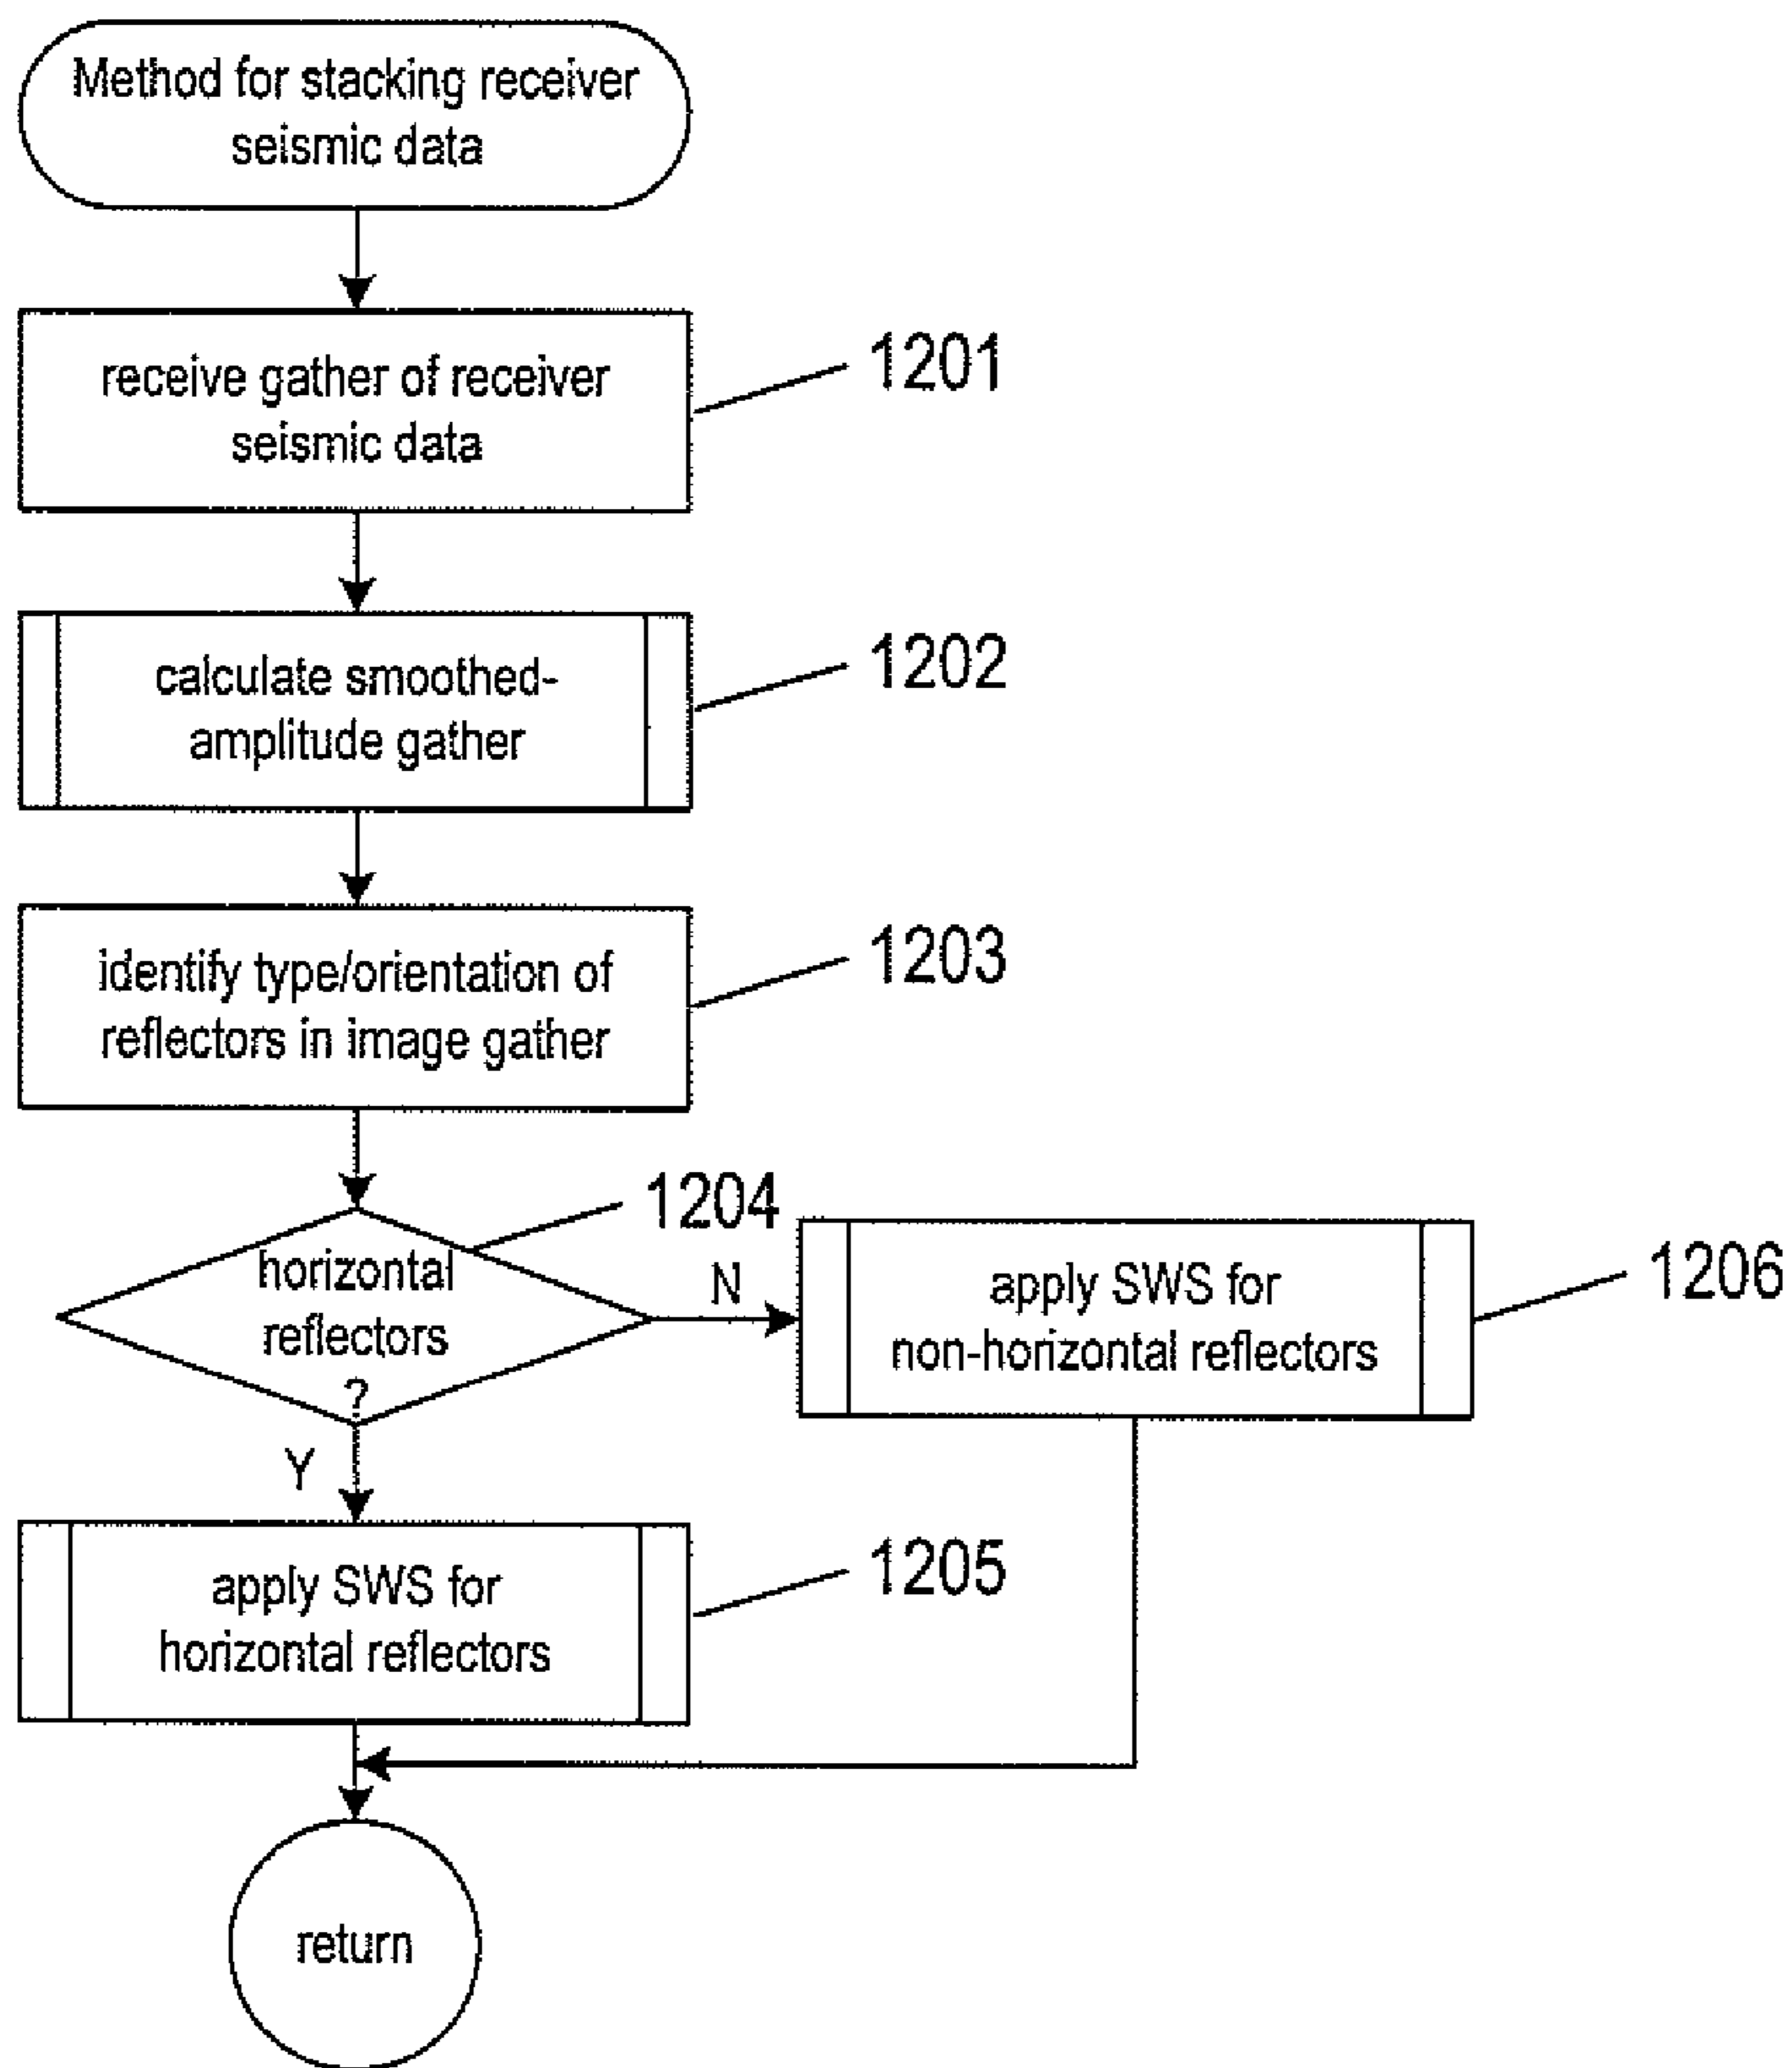 Method for stacking receiver
seismic data
receive gather of receiver
seismic data
1201
calculate smoothed-
amplitude gather
1202
identify type/orientation of
reflectors in image gather
1203
1204
horizontal
reflectors
?
N
apply SWS for
non-horizontal reflectors
1206
Y
apply SWS for
horizontal reflectors
1205
return